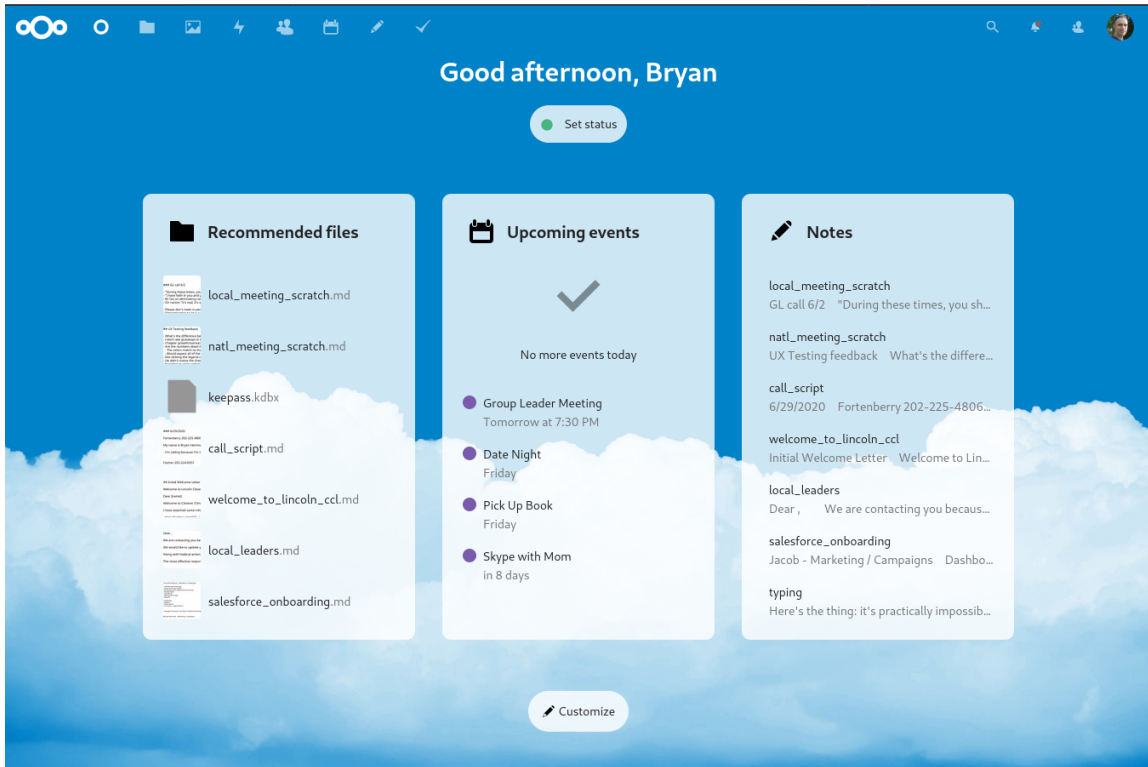 Good afternoon, Bryan
Set status
Recommended files
local_meeting_scratch.md
natl_meeting_scratch.md
keepass.kdbx
call_script.md
welcome_to_lincoln_ccl.md
local_leaders.md
salesforce_onboarding.md
Upcoming events
No more events today
Group Leader Meeting
Tomorrow at 7:30 PM
Date Night
Friday
Pick Up Book
Friday
Skype with Mom
in 8 days
Notes
local_meeting_scratch
GL call 6/2 "During these times, you sh...
natl_meeting_scratch
UX Testing feedback What's the differe...
call_script
6/29/2020 Fortenberry 202-225-4806...
welcome_to_lincoln_ccl
Initial Welcome Letter Welcome to Lin...
local_leaders
Dear , We are contacting you becaus...
salesforce_onboarding
Jacob - Marketing / Campaigns Dashbo...
typing
Here's the thing: it's practically impossib...
Customize